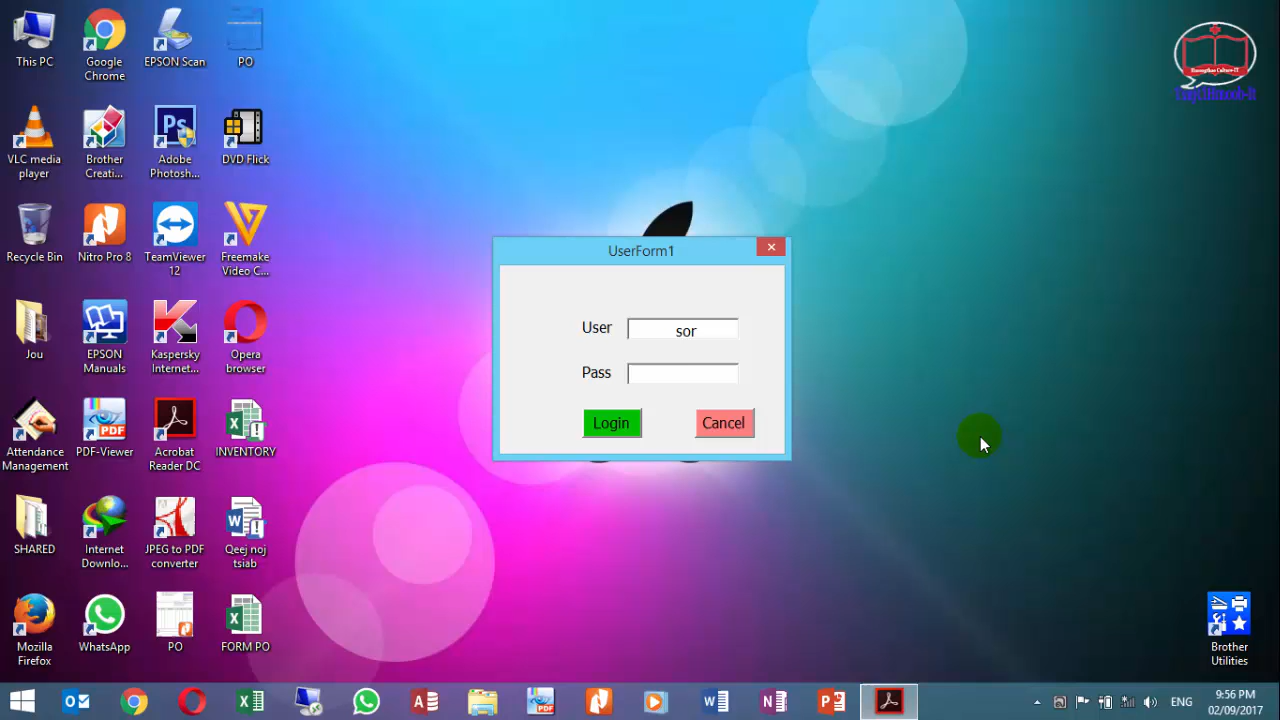 This PC
Google
Chrome
EPSON Scan
PO
VLC media
player
Brother
Creati...
Adobe
Photosh...
DVD Flick
Recycle Bin
Nitro Pro 8
TeamViewer
12
Freemake
Video C...
Jou
EPSON
Manuals
Kaspersky
Internet...
Opera
browser
Attendance
Management
PDF-Viewer
Acrobat
Reader DC
INVENTORY
SHARED
Internet
Downlo...
JPEG to PDF
converter
Qeej noj
tsiab
Mozilla
Firefox
WhatsApp
PO
FORM PO
UserForm1
User
sor
Pass
Login
Cancel
Brother
Utilities
ENG
9:56 PM
02/09/2017